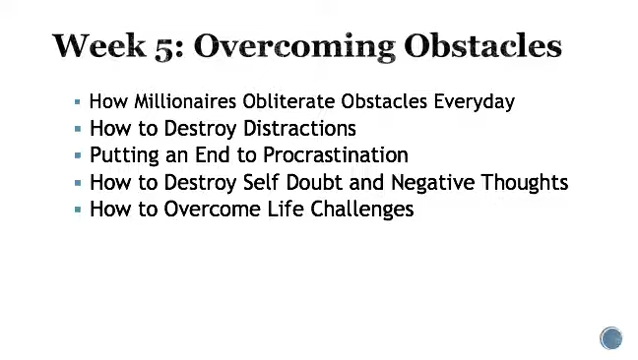 Week 5: Overcoming Obstacles
How Millionaires Obliterate Obstacles Everyday
How to Destroy Distractions
Putting an End to Procrastination
How to Destroy Self Doubt and Negative Thoughts
How to Overcome Life Challenges